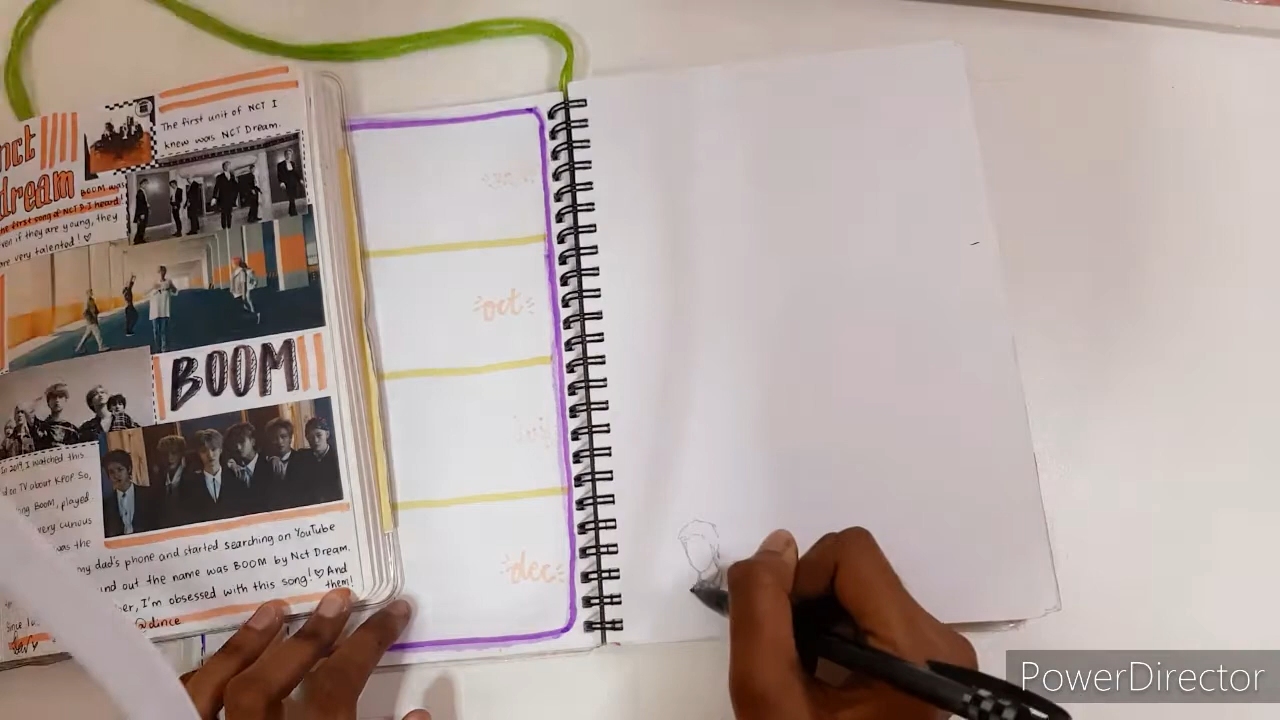 nct
dream
The first unit of NCT I
knew was NCT Dream.
BOOM was
first song of NCT I heard!
even if they are young, they
are very talented! ♡
BOOM
In 2019, I watched this
on TV about KPOP. So,
BOOM, played
very curious
was the
my dad's phone and started searching on YouTube
out the name was BOOM by Nct Dream.
I'm obsessed with this song! ♡ And
them!
@dince
oct
nov
dec
PowerDirector